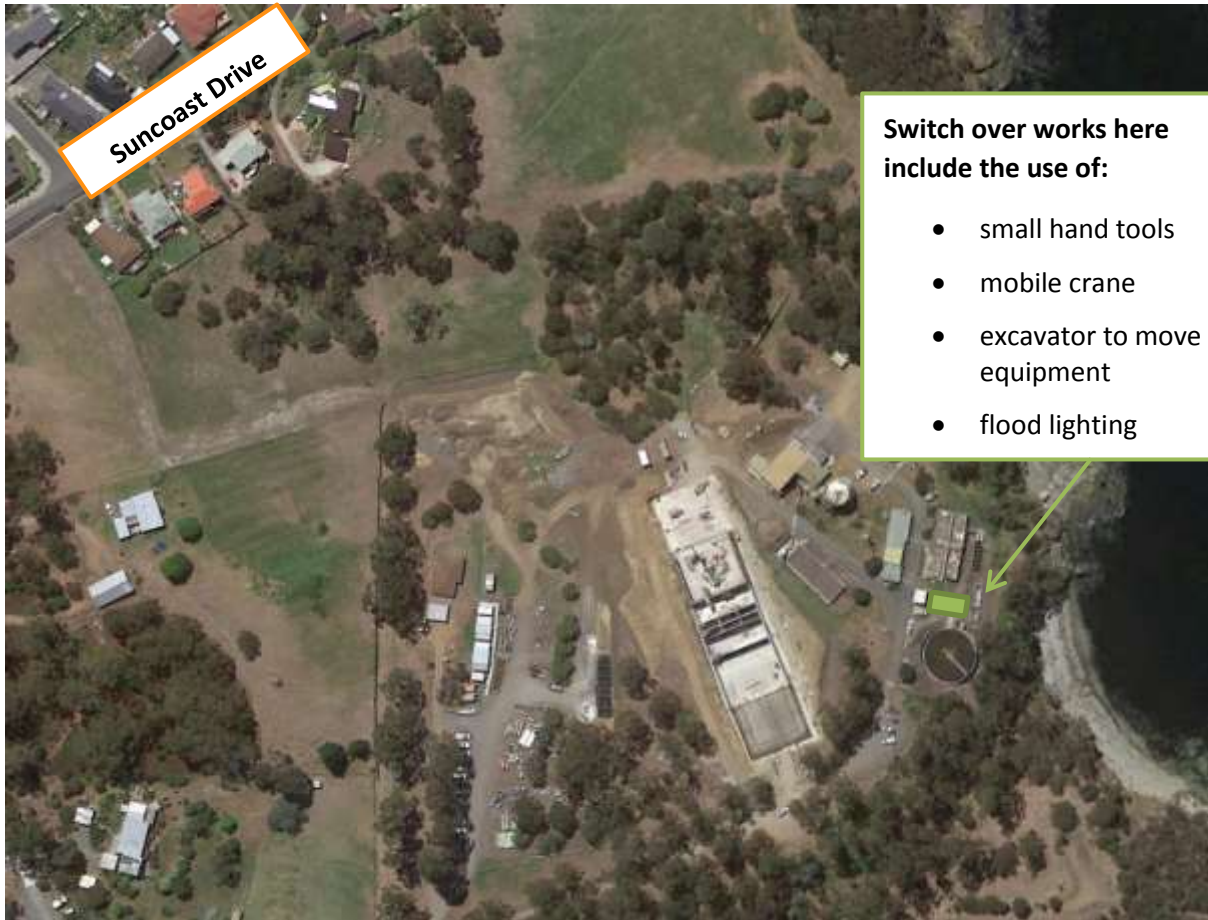 Suncoast Drive
Switch over works here
include the use of:
• small hand tools
• mobile crane
• excavator to move
equipment
• flood lighting